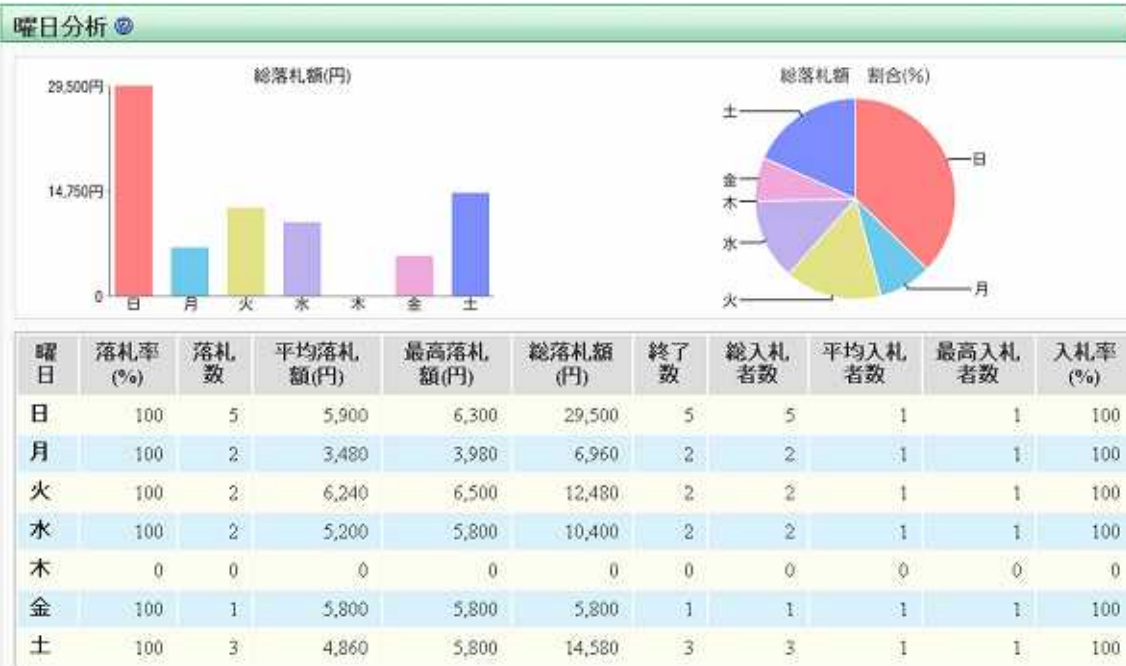 曜日分析
総落札額(円)
29,500円
14,750円
0
日 月 火 水 木 金 土
総落札額 割合(%)
土
日
金
木
水
月
火
曜日 落札率(%) 落札数 平均落札額(円) 最高落札額(円) 総落札額(円) 終了数 総入札者数 平均入札者数 最高入札者数 入札率(%)
日 100 5 5,900 6,300 29,500 5 5 1 1 100
月 100 2 3,480 3,980 6,960 2 2 1 1 100
火 100 2 6,240 6,500 12,480 2 2 1 1 100
水 100 2 5,200 5,800 10,400 2 2 1 1 100
木 0 0 0 0 0 0 0 0 0 0
金 100 1 5,800 5,800 5,800 1 1 1 1 100
土 100 3 4,860 5,800 14,580 3 3 1 1 100